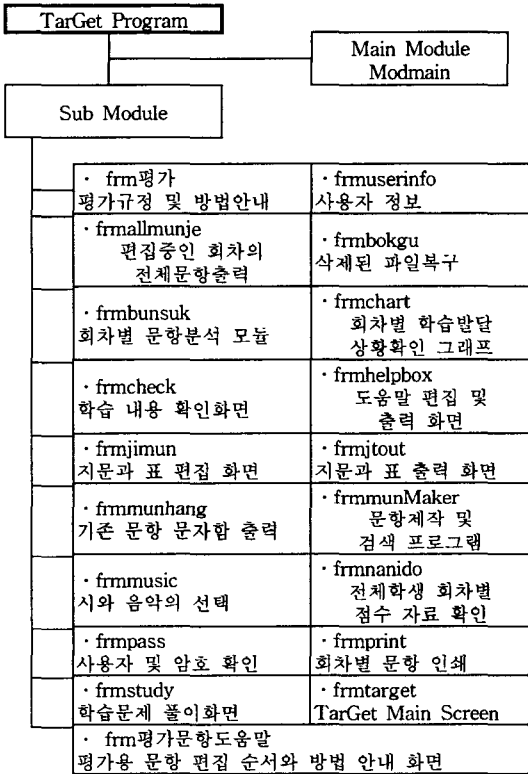 TarGet Program
Main Module
Modmain
Sub Module
· frm평가
평가규정 및 방법안내
· frmuserinfo
사용자 정보
· frmallmunje
편집중인 회차의
전체문항출력
· frmbokgu
삭제된 파일복구
· frmbunsuk
회차별 문항분석 모듈
· frmchart
회차별 학습발달
상황확인 그래프
· frmcheck
학습 내용 확인화면
· frmhelpbox
도움말 편집 및
출력 화면
· frmjimun
지문과 표 편집 화면
· frmjtout
지문과 표 출력 화면
· frmmunhang
기존 문항 문자함 출력
· frmmunMaker
문항제작 및
검색 프로그램
· frmmusic
시와 음악의 선택
· frmnanido
전체학생 회차별
점수 자료 확인
· frmpass
사용자 및 암호 확인
· frmprint
회차별 문항 인쇄
· frmstudy
학습문제 풀이화면
· frmtarget
TarGet Main Screen
· frm평가문항도움말
평가용 문항 편집 순서와 방법 안내 화면